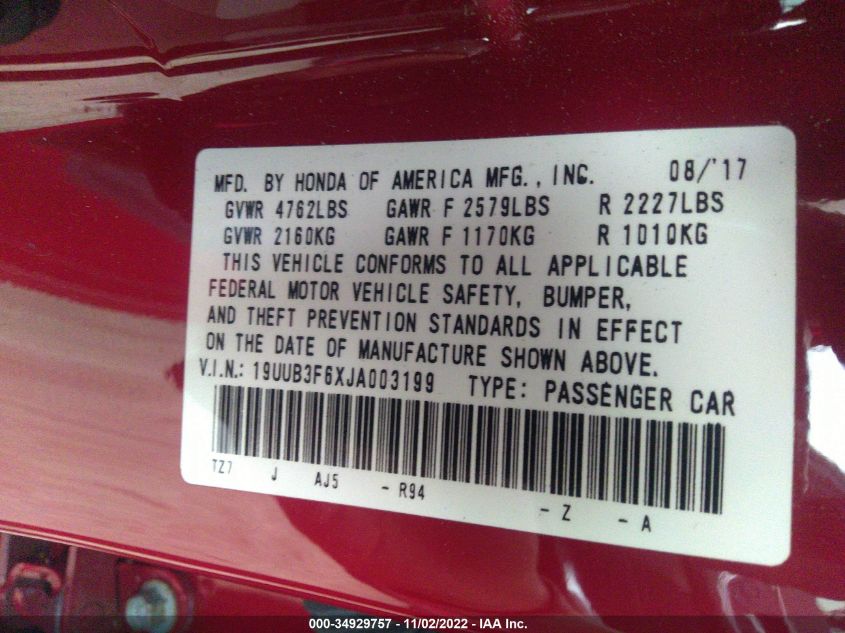 MFD. BY HONDA OF AMERICA MFG., INC. 08/'17
GVWR 4762LBS GAWR F 2579LBS R 2227LBS
GVWR 2160KG GAWR F 1170KG R 1010KG
THIS VEHICLE CONFORMS TO ALL APPLICABLE
FEDERAL MOTOR VEHICLE SAFETY, BUMPER,
AND THEFT PREVENTION STANDARDS IN EFFECT
ON THE DATE OF MANUFACTURE SHOWN ABOVE.
V.I.N.: 19UUB3F6XJA003199 TYPE: PASSENGER CAR
TZ7 J AJ5 - R94 - Z - A
000-34929757 - 11/02/2022 - IAA Inc.